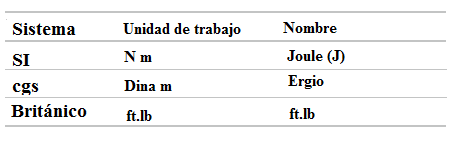 Sistema Unidad de trabajo Nombre
SI N m Joule (J)
cgs Dina m Ergio
Británico ft.lb ft.lb